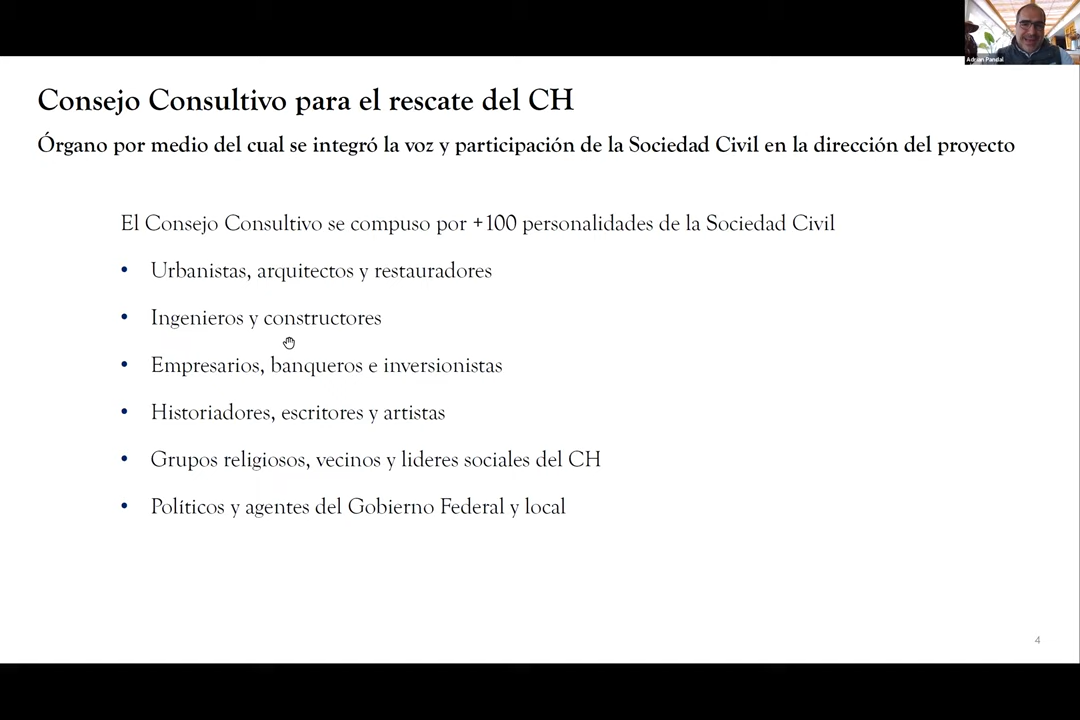 Adrian Pandal
Consejo Consultivo para el rescate del CH
Órgano por medio del cual se integró la voz y participación de la Sociedad Civil en la dirección del proyecto
El Consejo Consultivo se compuso por +100 personalidades de la Sociedad Civil
• Urbanistas, arquitectos y restauradores
• Ingenieros y constructores
• Empresarios, banqueros e inversionistas
• Historiadores, escritores y artistas
• Grupos religiosos, vecinos y lideres sociales del CH
• Políticos y agentes del Gobierno Federal y local
4